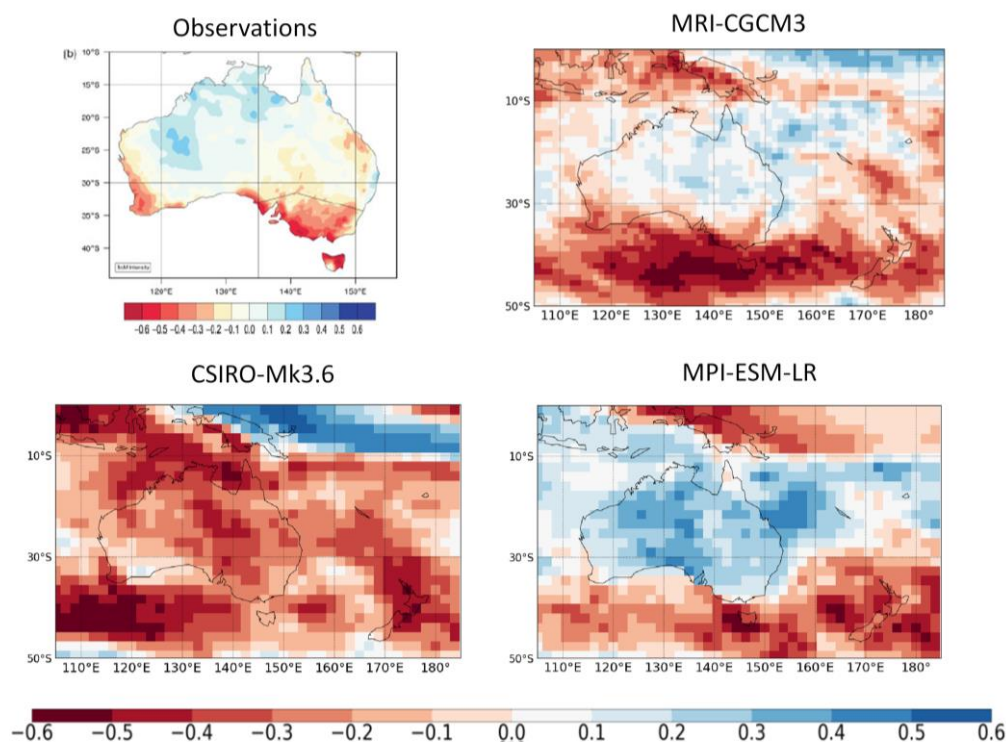 Observations
(b)
10°S
15°S
20°S
25°S
30°S
35°S
40°S
120°E 130°E 140°E 150°E
−0.6 −0.5 −0.4 −0.3 −0.2 −0.1 0.0 0.1 0.2 0.3 0.4 0.5 0.6
MRI-CGCM3
10°S
30°S
50°S
110°E 120°E 130°E 140°E 150°E 160°E 170°E 180°
CSIRO-Mk3.6
10°S
30°S
50°S
110°E 120°E 130°E 140°E 150°E 160°E 170°E 180°
MPI-ESM-LR
10°S
30°S
50°S
110°E 120°E 130°E 140°E 150°E 160°E 170°E 180°
−0.6 −0.5 −0.4 −0.3 −0.2 −0.1 0.0 0.1 0.2 0.3 0.4 0.5 0.6